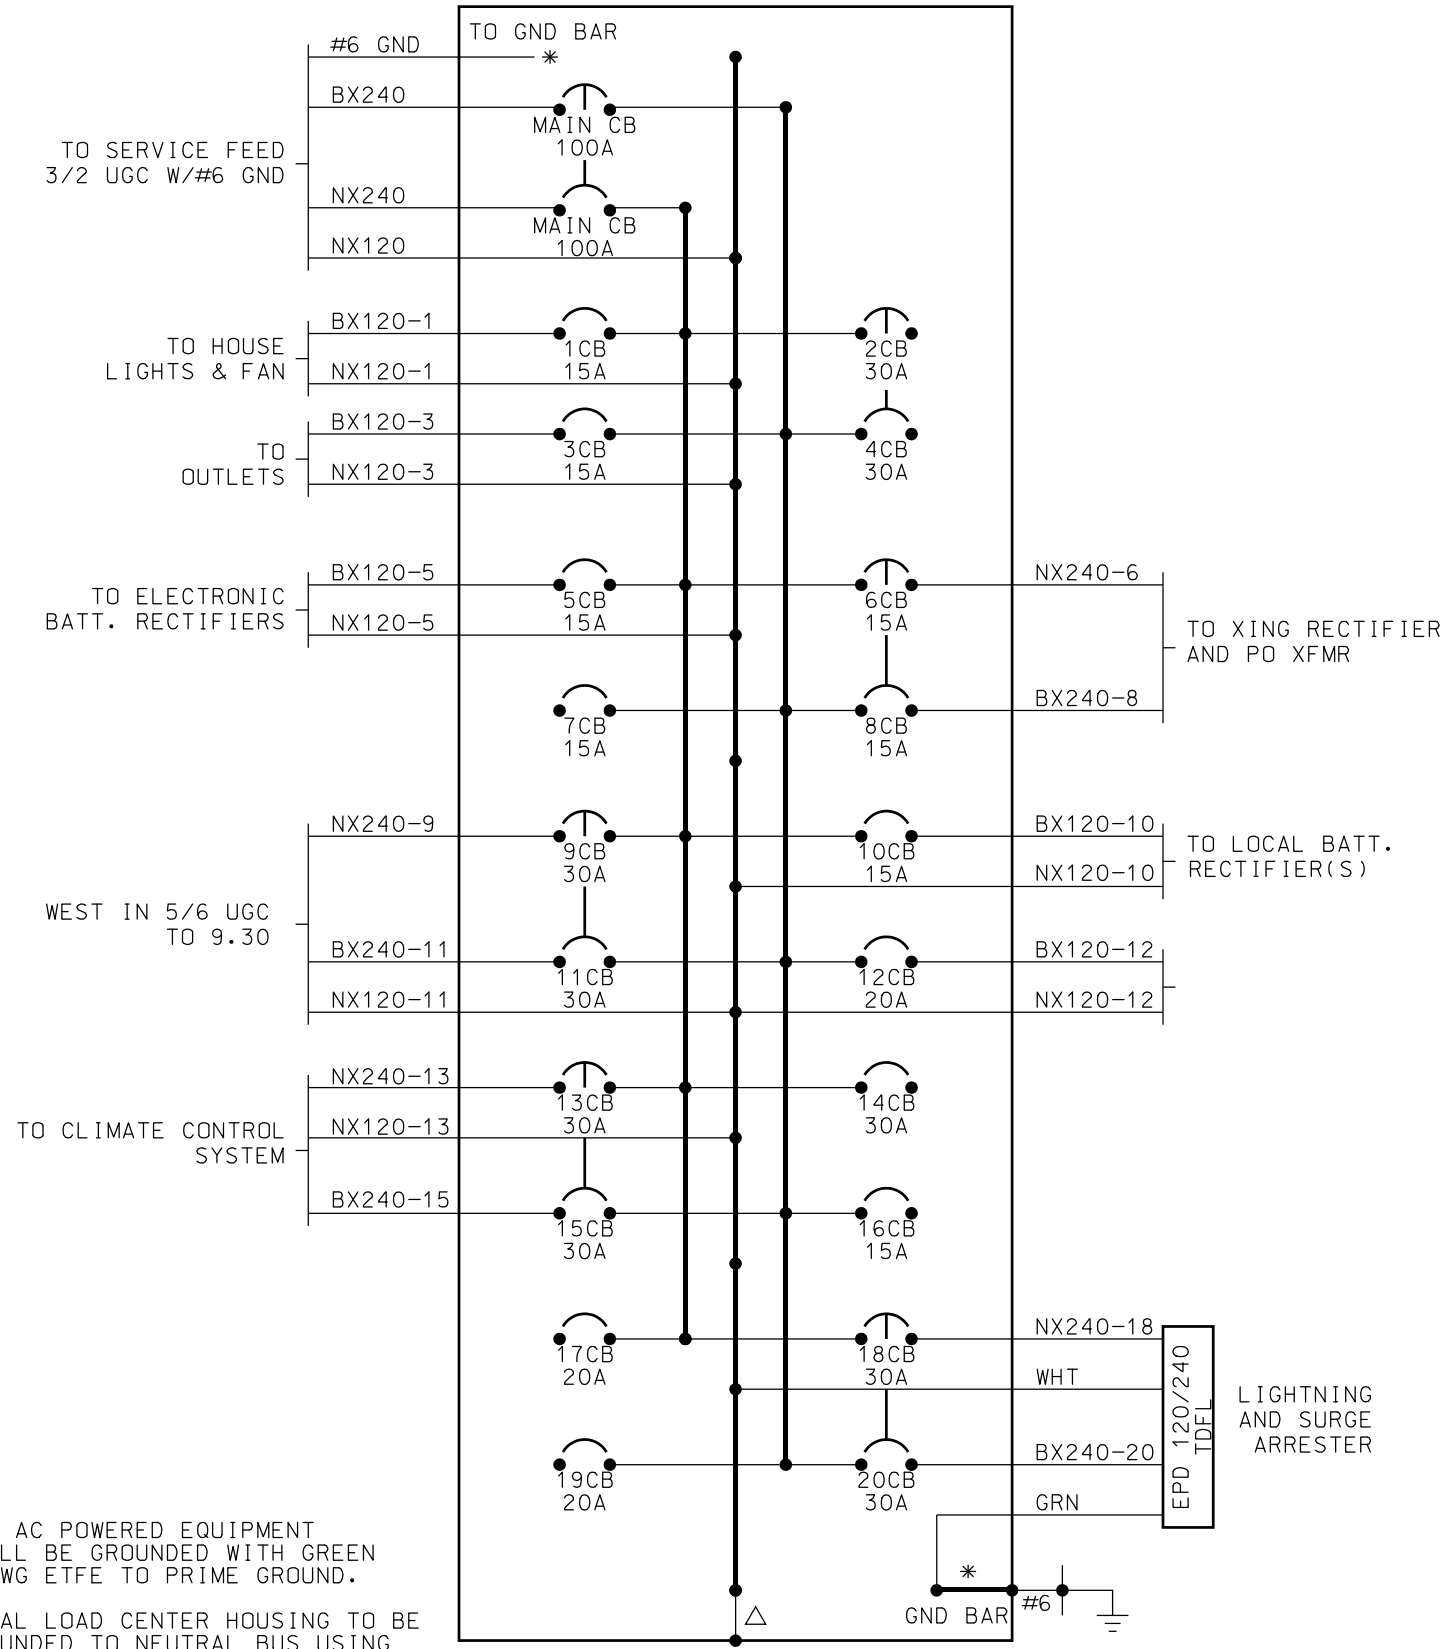 TO GND BAR
#6 GND
*
BX240
MAIN CB
100A
TO SERVICE FEED
3/2 UGC W/#6 GND
NX240
MAIN CB
100A
NX120
BX120-1
TO HOUSE
LIGHTS & FAN
1CB
15A
2CB
30A
NX120-1
BX120-3
TO
OUTLETS
3CB
15A
4CB
30A
NX120-3
BX120-5
TO ELECTRONIC
BATT. RECTIFIERS
5CB
15A
6CB
15A
NX240-6
NX120-5
TO XING RECTIFIER
AND PO XFMR
7CB
15A
8CB
15A
BX240-8
NX240-9
9CB
30A
10CB
15A
BX120-10
TO LOCAL BATT.
RECTIFIER(S)
NX120-10
WEST IN 5/6 UGC
TO 9.30
BX240-11
11CB
30A
12CB
20A
BX120-12
NX120-11
NX120-12
NX240-13
13CB
30A
14CB
30A
NX120-13
TO CLIMATE CONTROL
SYSTEM
BX240-15
15CB
30A
16CB
15A
17CB
20A
18CB
30A
NX240-18
WHT
EPD 120/240
TDFL
LIGHTNING
AND SURGE
ARRESTER
19CB
20A
20CB
30A
BX240-20
GRN
AC POWERED EQUIPMENT
LL BE GROUNDED WITH GREEN
WG ETFE TO PRIME GROUND.
*
GND BAR
#6
AL LOAD CENTER HOUSING TO BE
UNDED TO NEUTRAL BUS USING